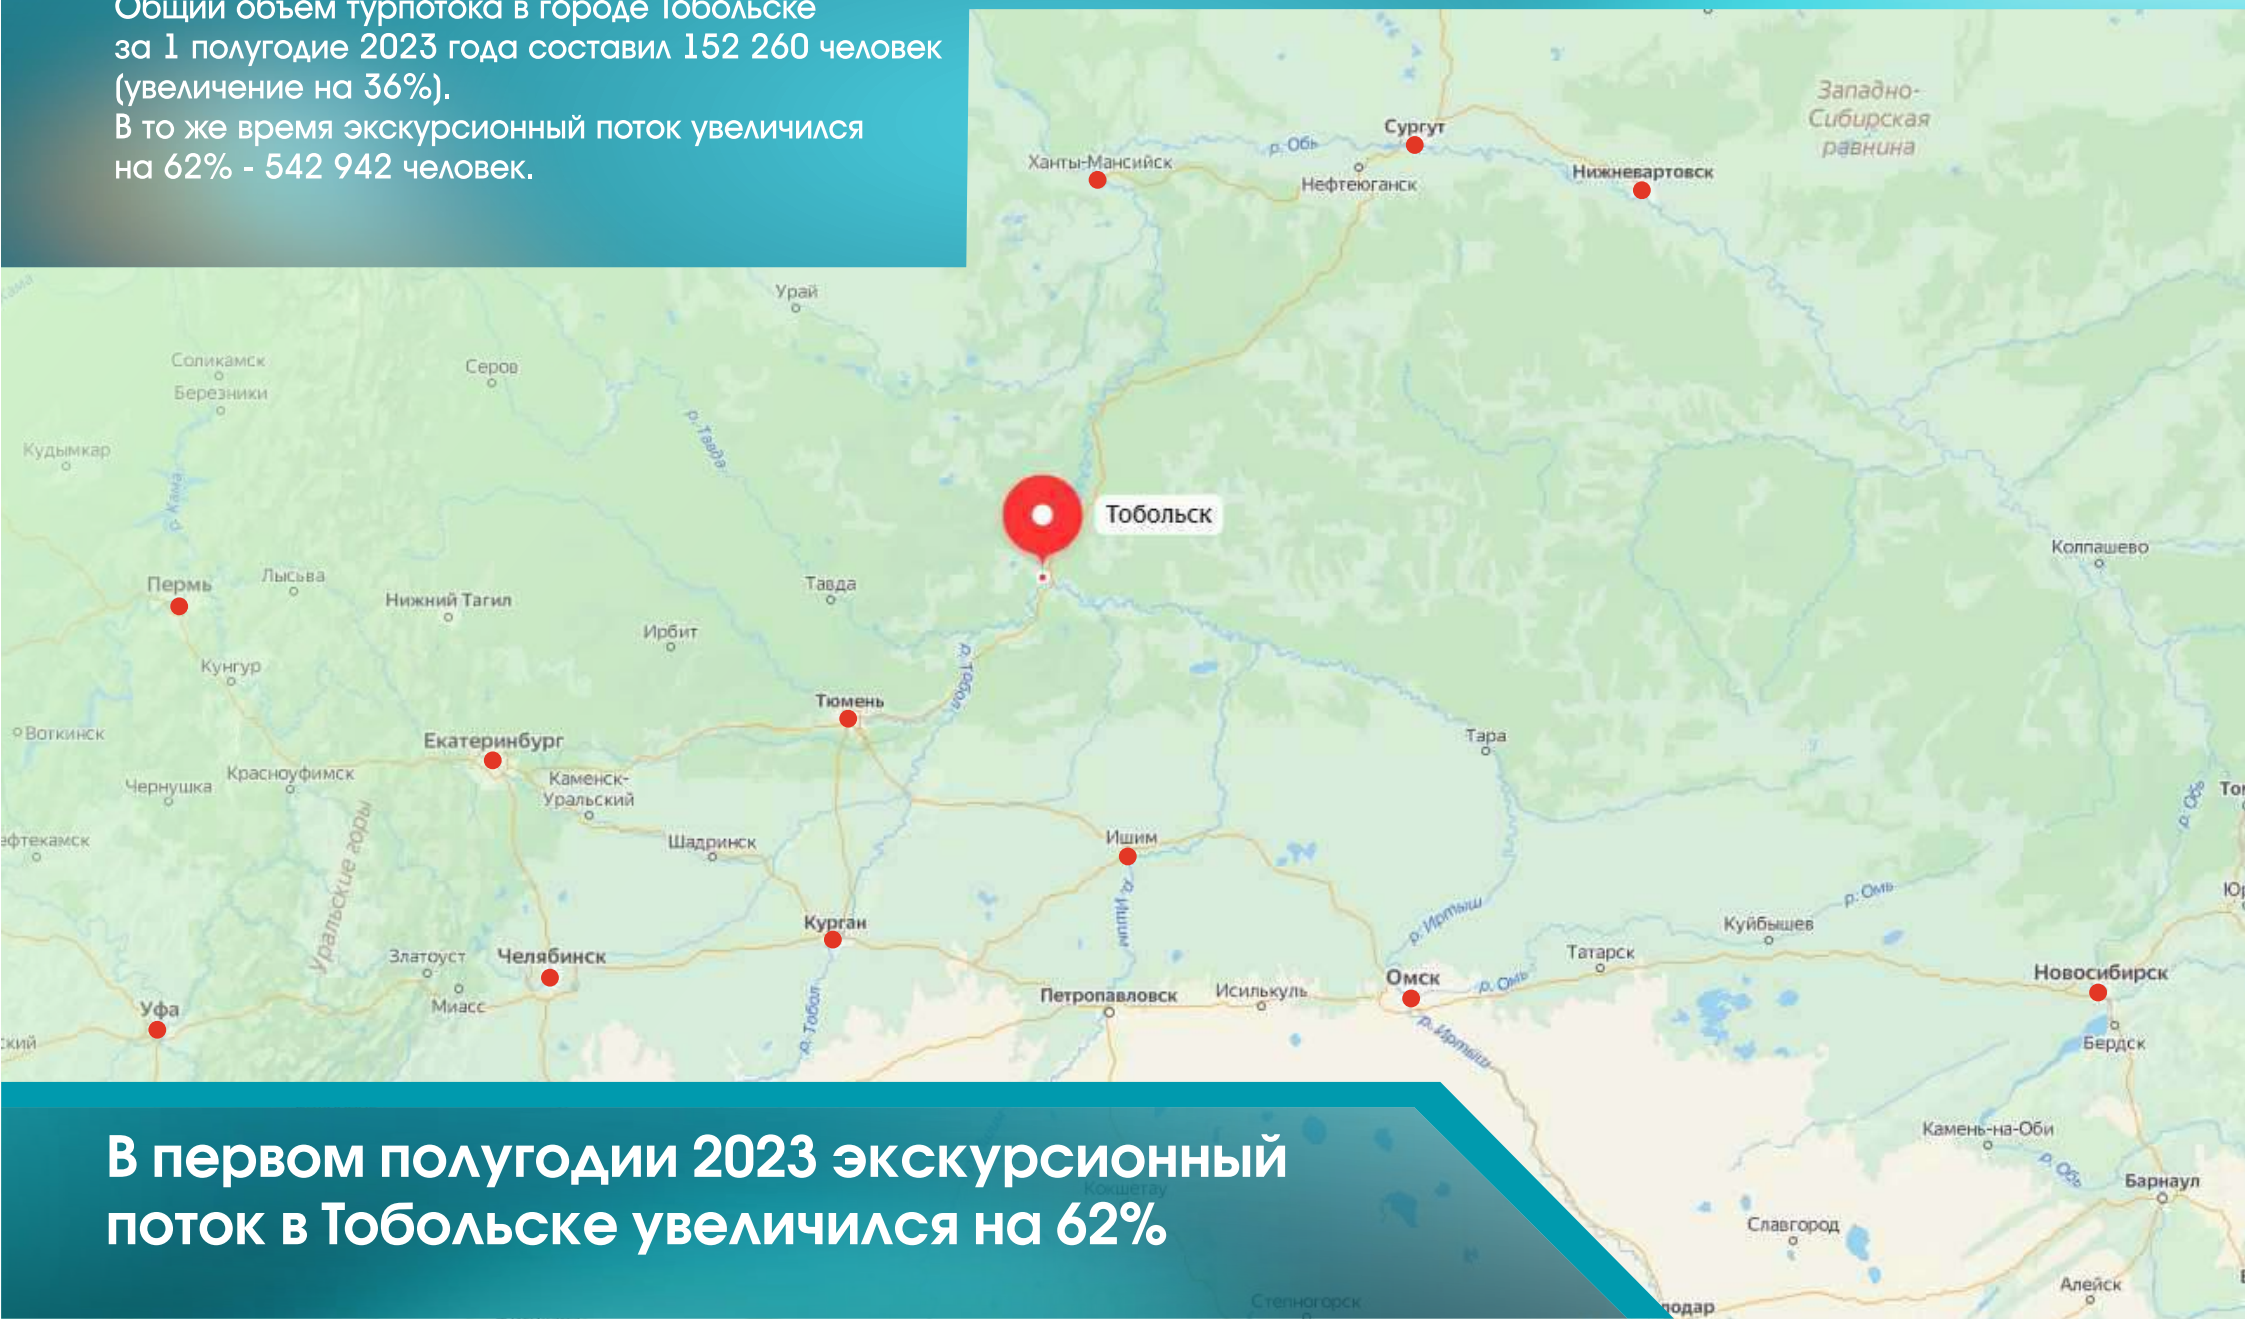 Общий объем турпотока в городе Тобольске
за 1 полугодие 2023 года составил 152 260 человек
(увеличение на 36%).
В то же время экскурсионный поток увеличился
на 62% - 542 942 человек.
Западно-
Сибирская
равнина
Сургут
р. Обь
Ханты-Мансийск
Нефтеюганск
Нижневартовск
Урай
Соликамск
Серов
Березники
р. Тавда
Кудымкар
р. Кама
Тобольск
Колпашево
Пермь
Лысьва
Нижний Тагил
Тавда
Ирбит
Кунгур
р. Тобол
Тюмень
Воткинск
Екатеринбург
Тара
Красноуфимск
Чернушка
Каменск-
Уральский
р. Обь
Уральские горы
Шадринск
Ишим
р. Ишим
р. Омь
Курган
р. Иртыш
Куйбышев
Златоуст
Челябинск
Татарск
Миасс
Уфа
р. Тобол
Петропавловск
Исилькуль
Омск
р. Омь
Новосибирск
р. Иртыш
Бердск
Камень-на-Оби
р. Обь
Барнаул
Славгород
Алейск
В первом полугодии 2023 экскурсионный
поток в Тобольске увеличился на 62%
Кокшетау
Степногорск